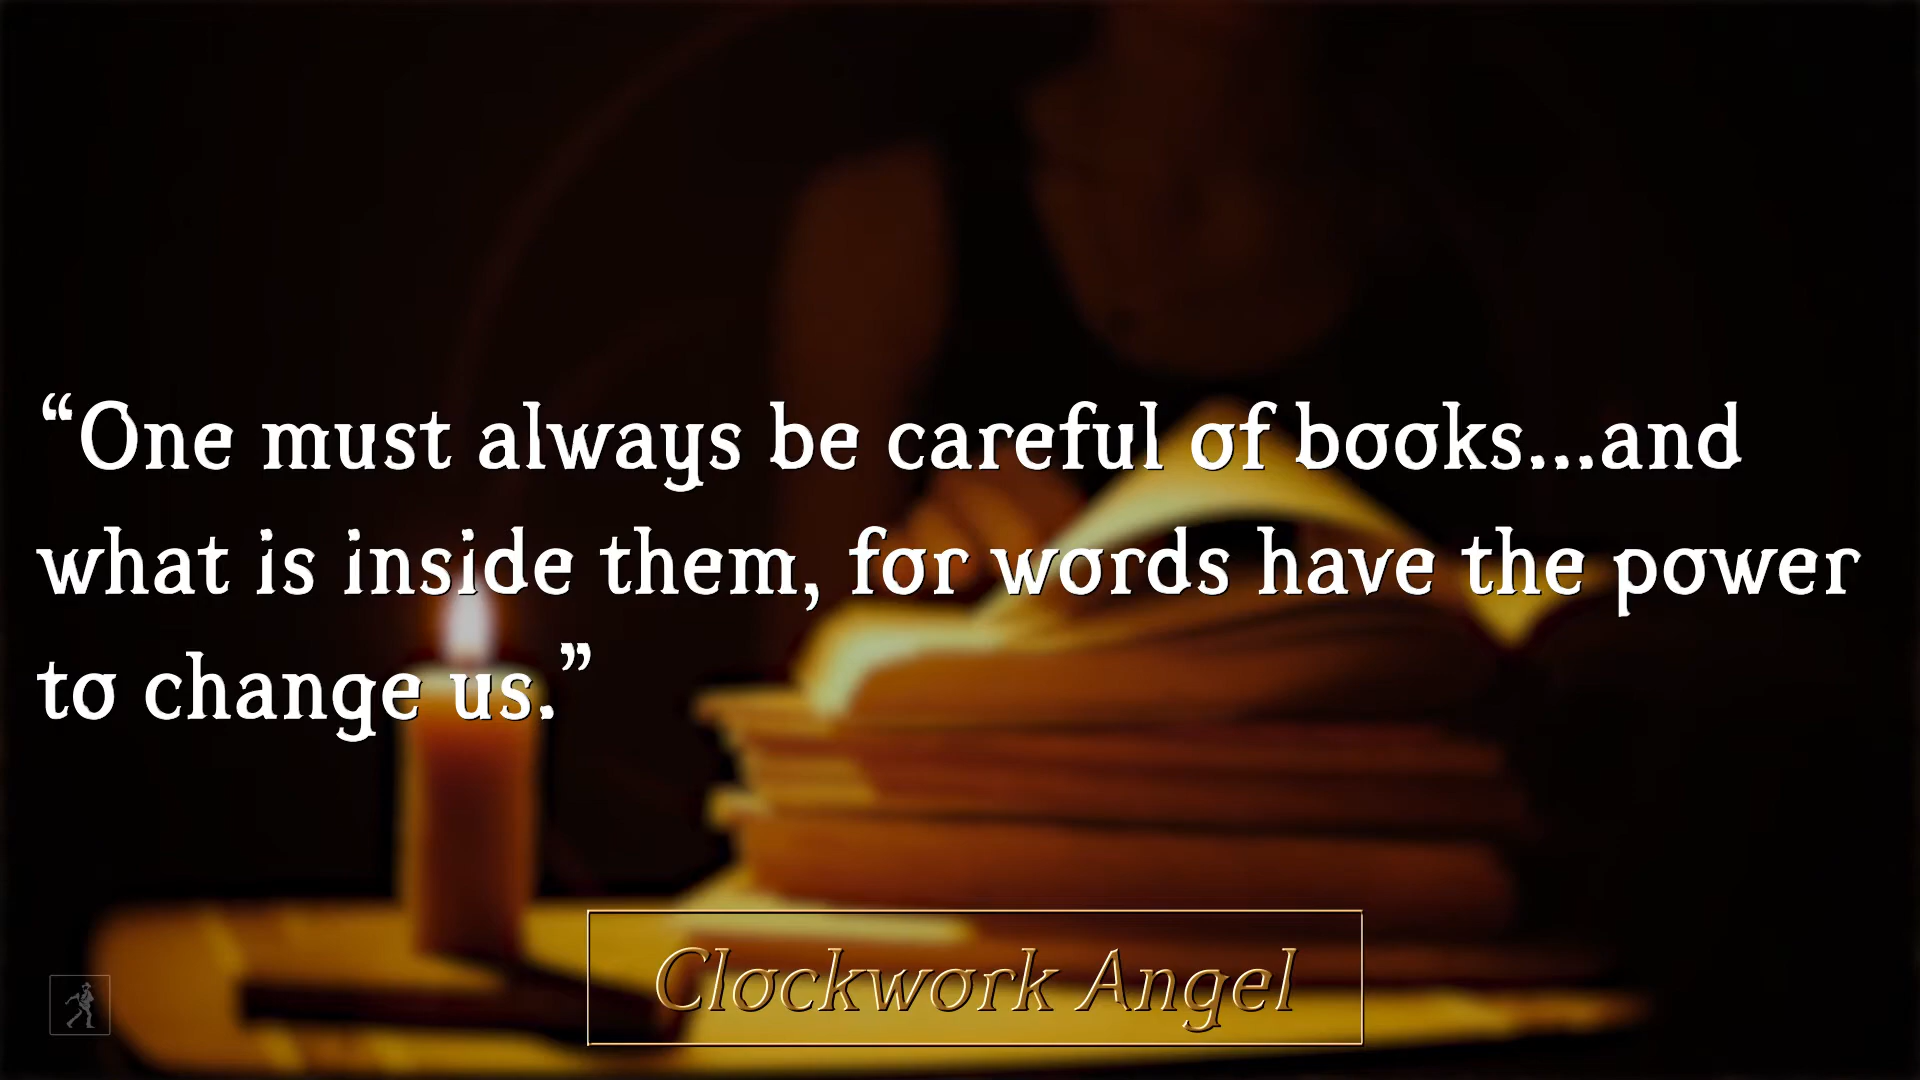 “One must always be careful of books...and
what is inside them, for words have the power
to change us.”
Clockwork Angel